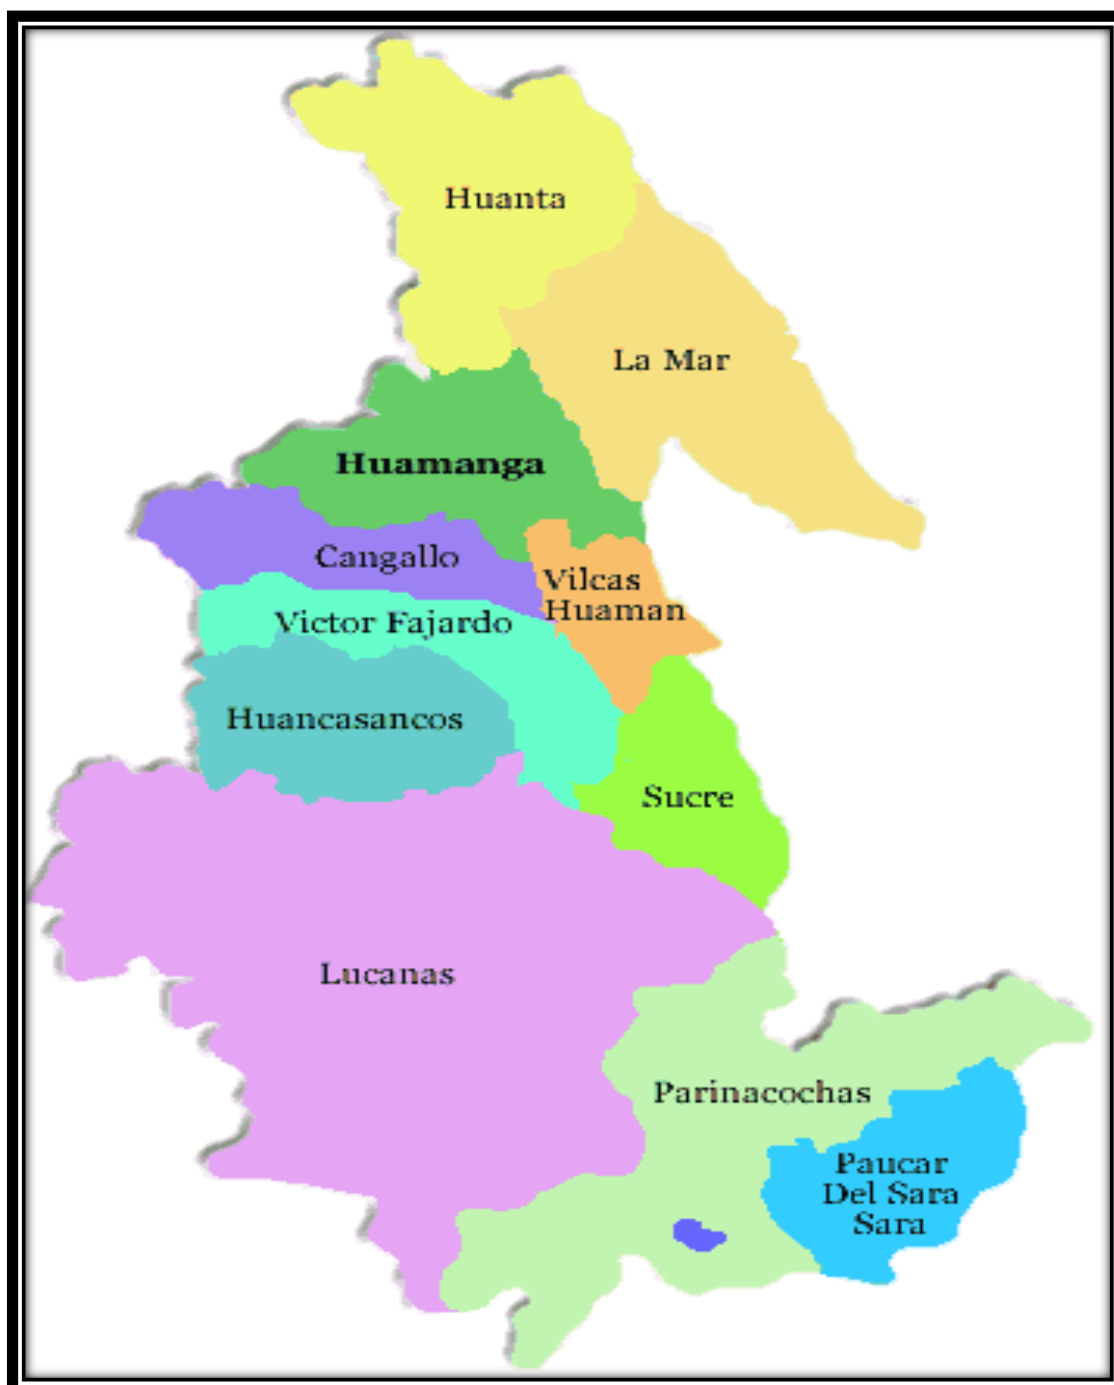 Huanta
La Mar
Huamanga
Cangallo
Vilcas
Huaman
Victor Fajardo
Huancasancos
Sucre
Lucanas
Parinacochas
Paucar
Del Sara
Sara